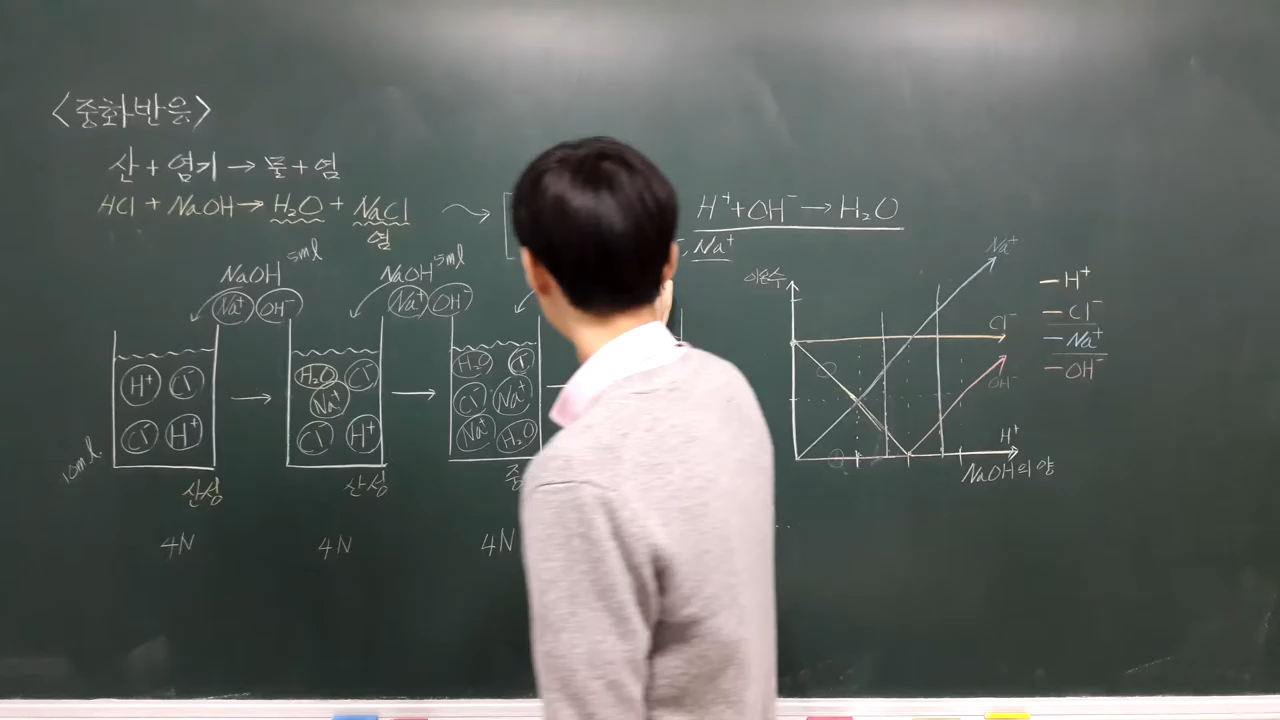 <중화반응>
산 + 염기 → 물 + 염
HCl + NaOH → H₂O + NaCl
염
H⁺ + OH⁻ → H₂O
Na⁺
NaOH 5ml
Na⁺ OH⁻
NaOH 5ml
Na⁺ OH⁻
H⁺ Cl⁻
Cl⁻ H⁺
10ml
산성
4N
H₂O Cl⁻
Na⁺
Cl⁻ H⁺
산성
4N
H₂O Cl⁻
Cl⁻ Na⁺
Na⁺ H₂O
중
4N
이온수
Na⁺
Cl⁻
OH⁻
H⁺
NaOH의 양
— H⁺
— Cl⁻
— Na⁺
— OH⁻